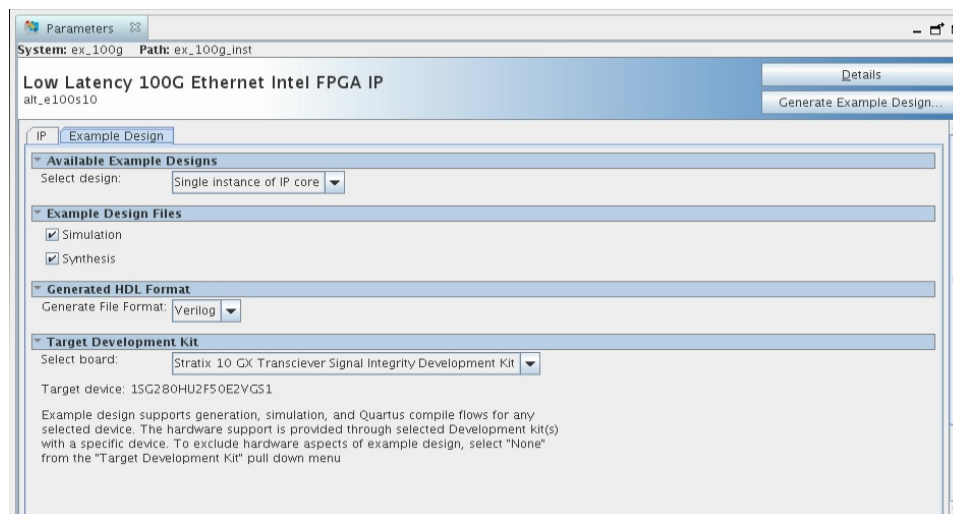 Parameters
System: ex_100g Path: ex_100g_inst
Low Latency 100G Ethernet Intel FPGA IP
alt_e100s10
Details
Generate Example Design...
IP
Example Design
Available Example Designs
Select design: Single instance of IP core
Example Design Files
Simulation
Synthesis
Generated HDL Format
Generate File Format: Verilog
Target Development Kit
Select board: Stratix 10 GX Transciever Signal Integrity Development Kit
Target device: 1SG280HU2F50E2VGS1
Example design supports generation, simulation, and Quartus compile flows for any
selected device. The hardware support is provided through selected Development kit(s)
with a specific device. To exclude hardware aspects of example design, select "None"
from the "Target Development Kit" pull down menu